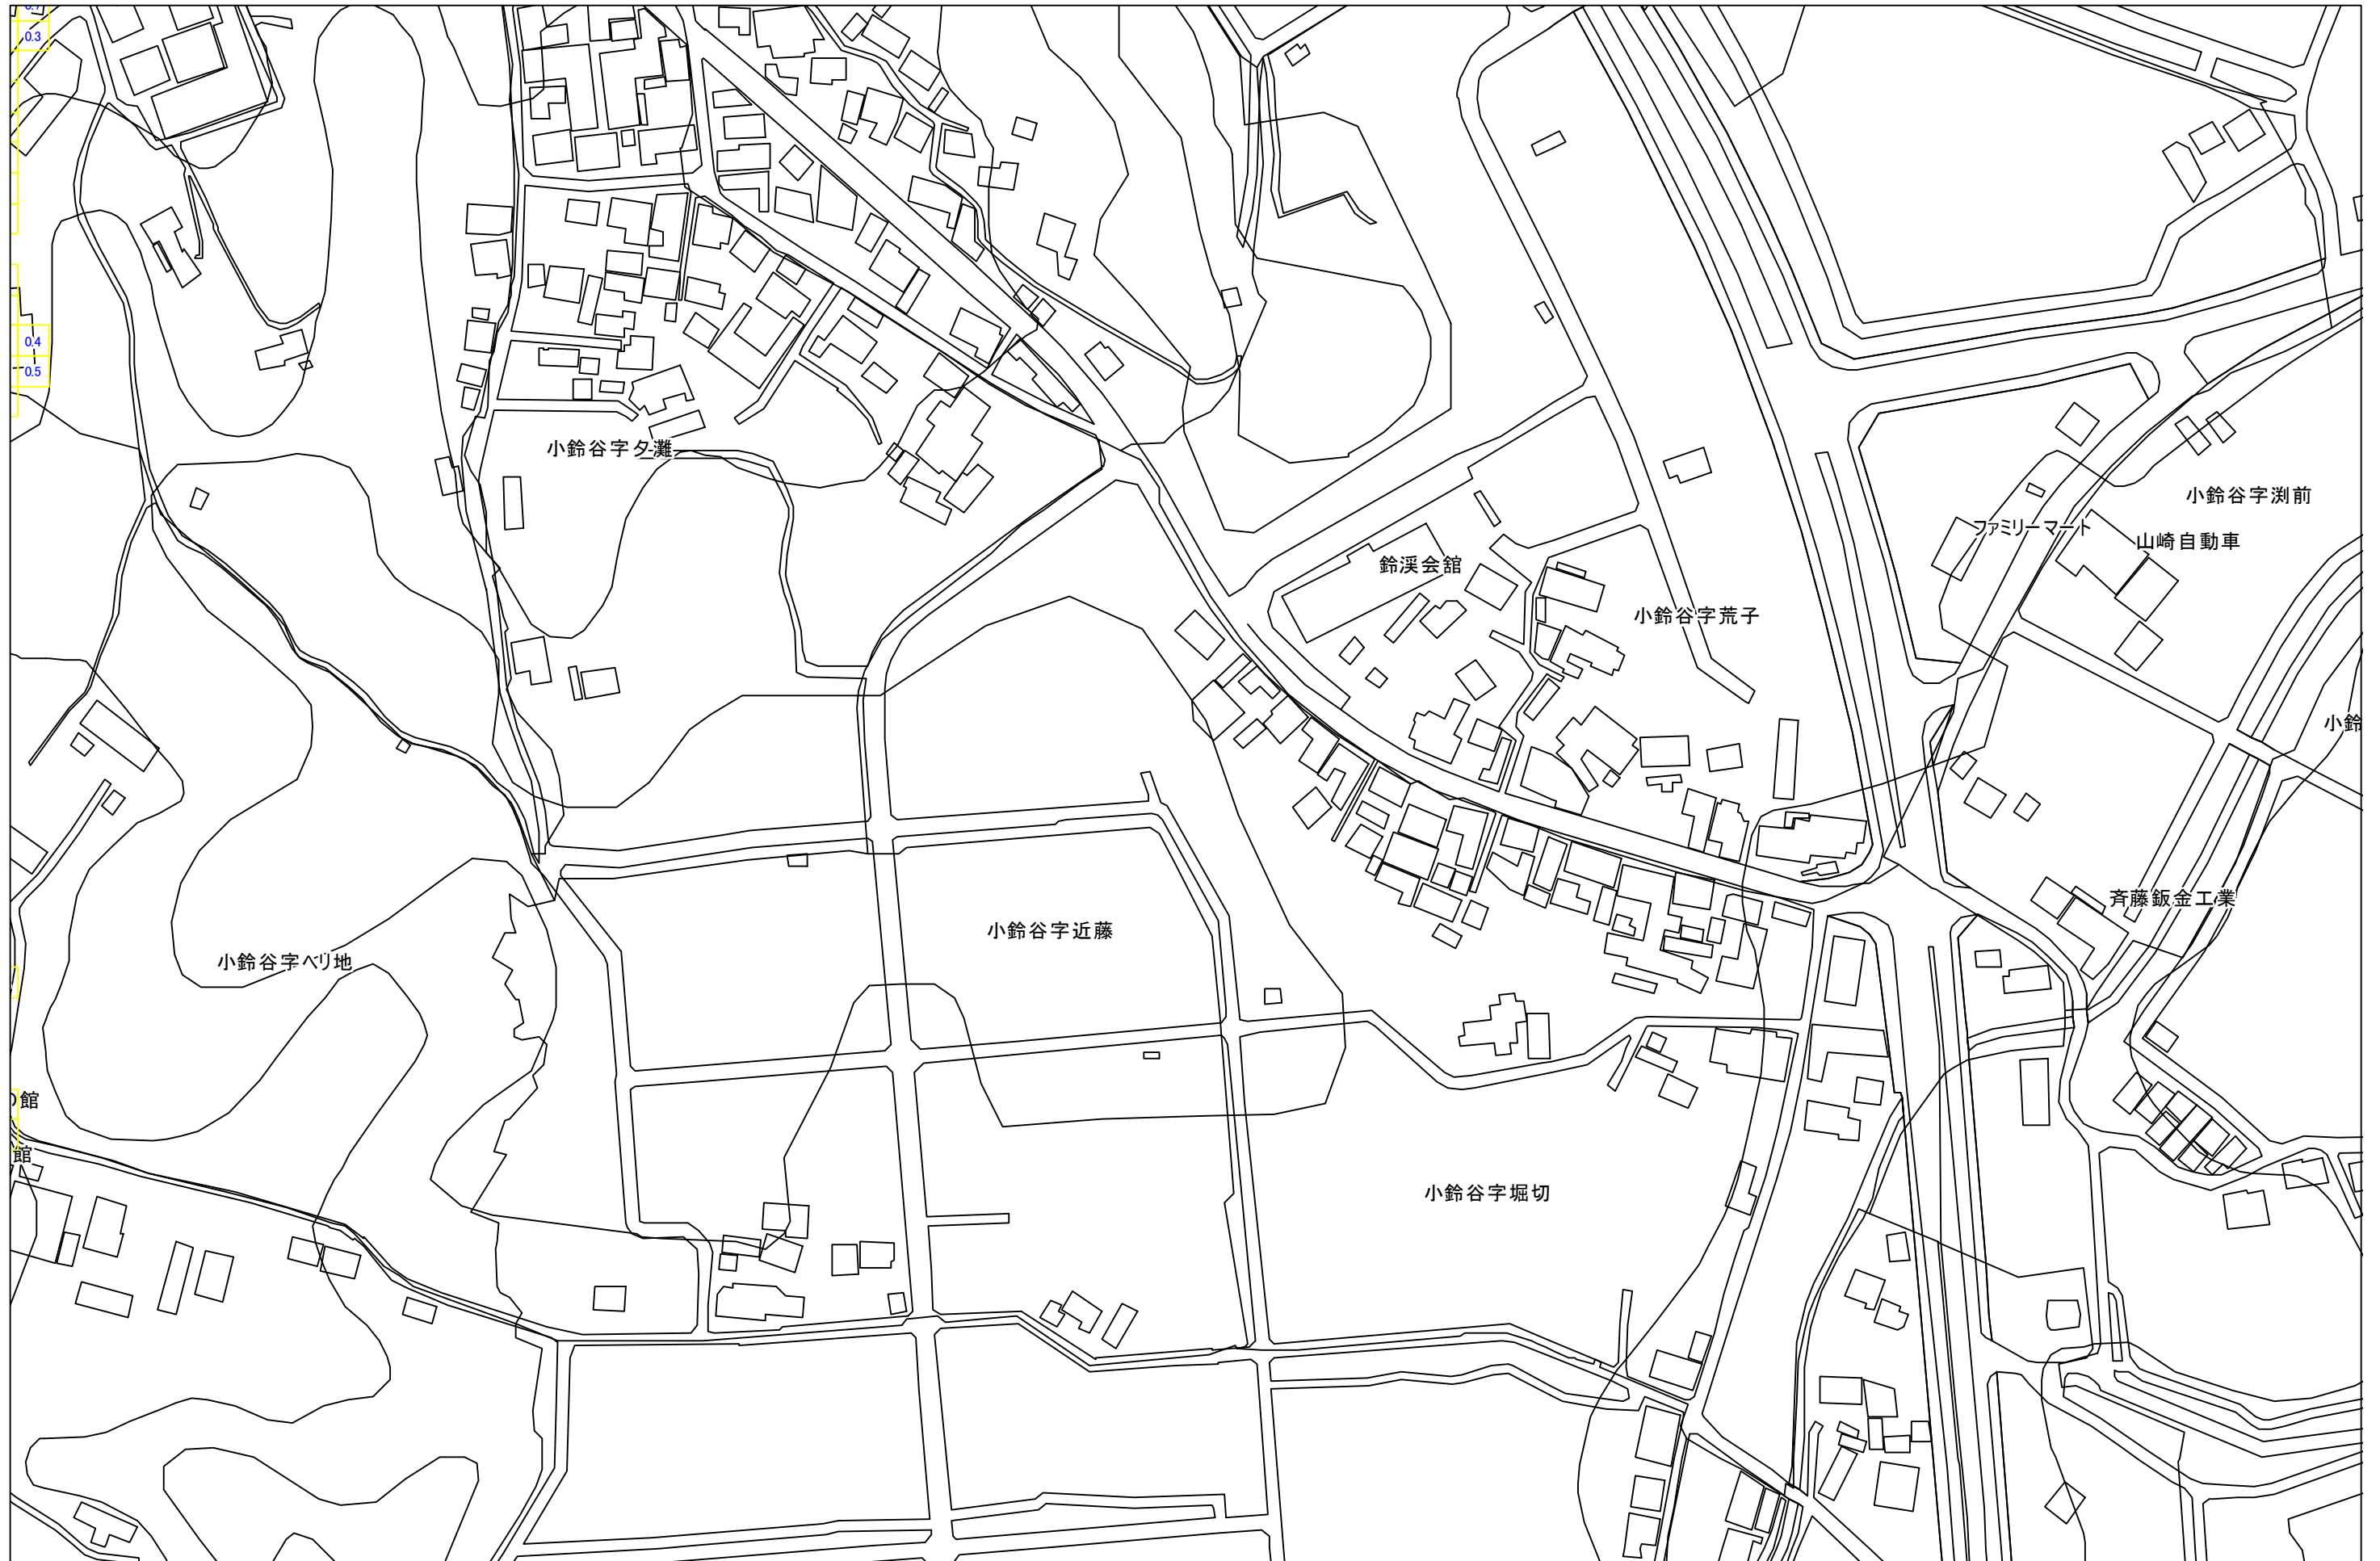 0.3
0.4
0.5
小鈴谷字夕灘
小鈴谷字渕前
ファミリーマート
山崎自動車
鈴渓会舘
小鈴谷字荒子
小鈴
斉藤鈑金工業
小鈴谷字近藤
小鈴谷字ヘリ地
館
館
小鈴谷字堀切